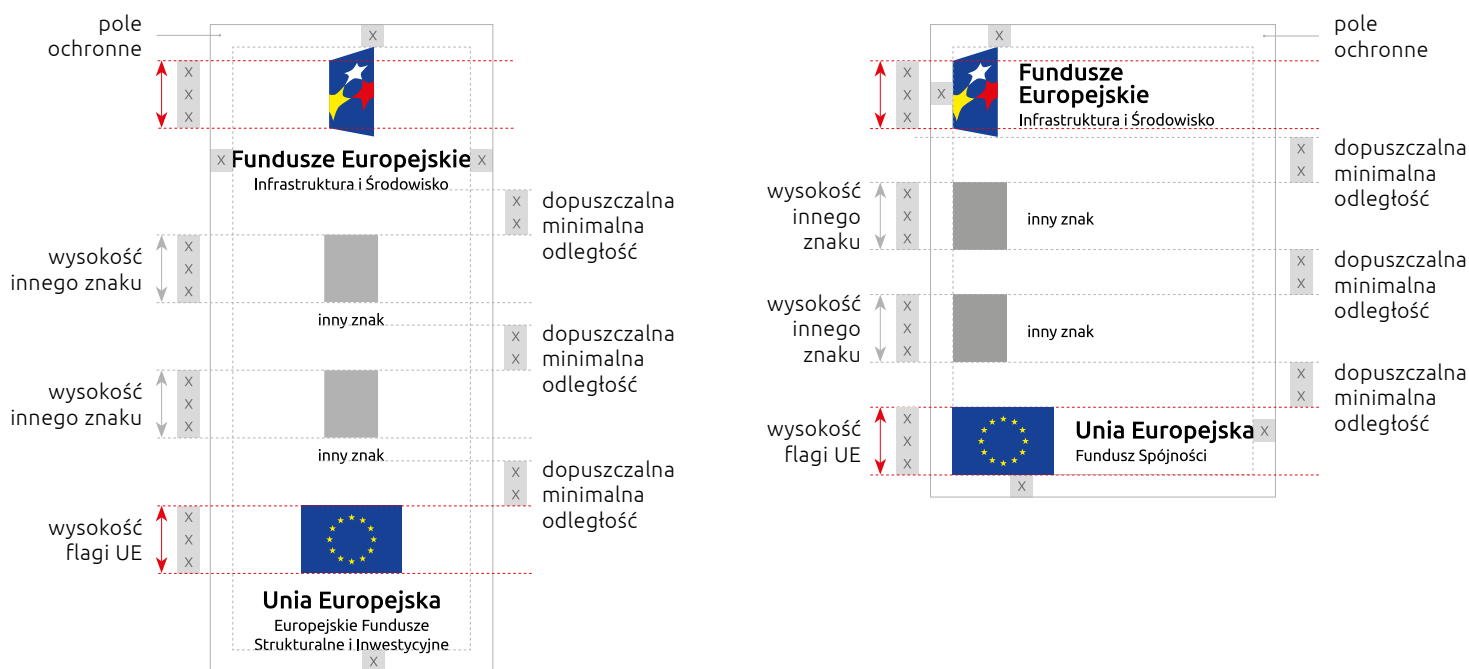 pole
ochronne
x
x
x
x
x
Fundusze Europejskie
x
Infrastruktura i Środowisko
x
x
dopuszczalna
minimalna
odległość
wysokość
innego znaku
x
x
x
inny znak
x
x
dopuszczalna
minimalna
odległość
wysokość
innego znaku
x
x
x
inny znak
x
x
dopuszczalna
minimalna
odległość
wysokość
flagi UE
x
x
x
Unia Europejska
Europejskie Fundusze
Strukturalne i Inwestycyjne
x
pole
ochronne
x
x
x
x
x
Fundusze
Europejskie
Infrastruktura i Środowisko
x
x
dopuszczalna
minimalna
odległość
wysokość
innego
znaku
x
x
x
inny znak
x
x
dopuszczalna
minimalna
odległość
wysokość
innego
znaku
x
x
x
inny znak
x
x
dopuszczalna
minimalna
odległość
wysokość
flagi UE
x
x
x
Unia Europejska
x
Fundusz Spójności
x